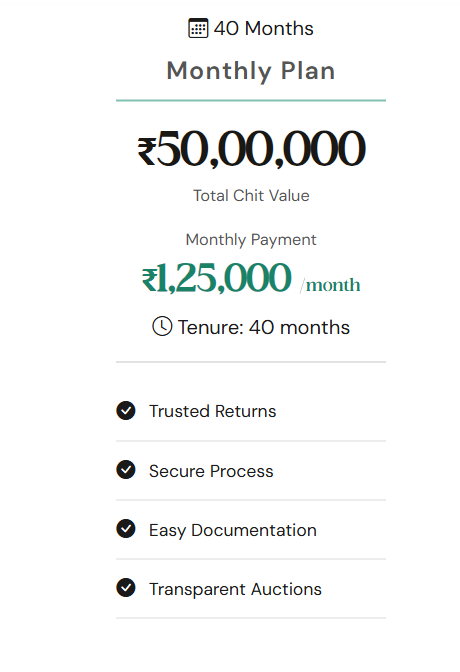 40 Months
Monthly Plan
₹50,00,000
Total Chit Value
Monthly Payment
₹1,25,000 /month
Tenure: 40 months
Trusted Returns
Secure Process
Easy Documentation
Transparent Auctions